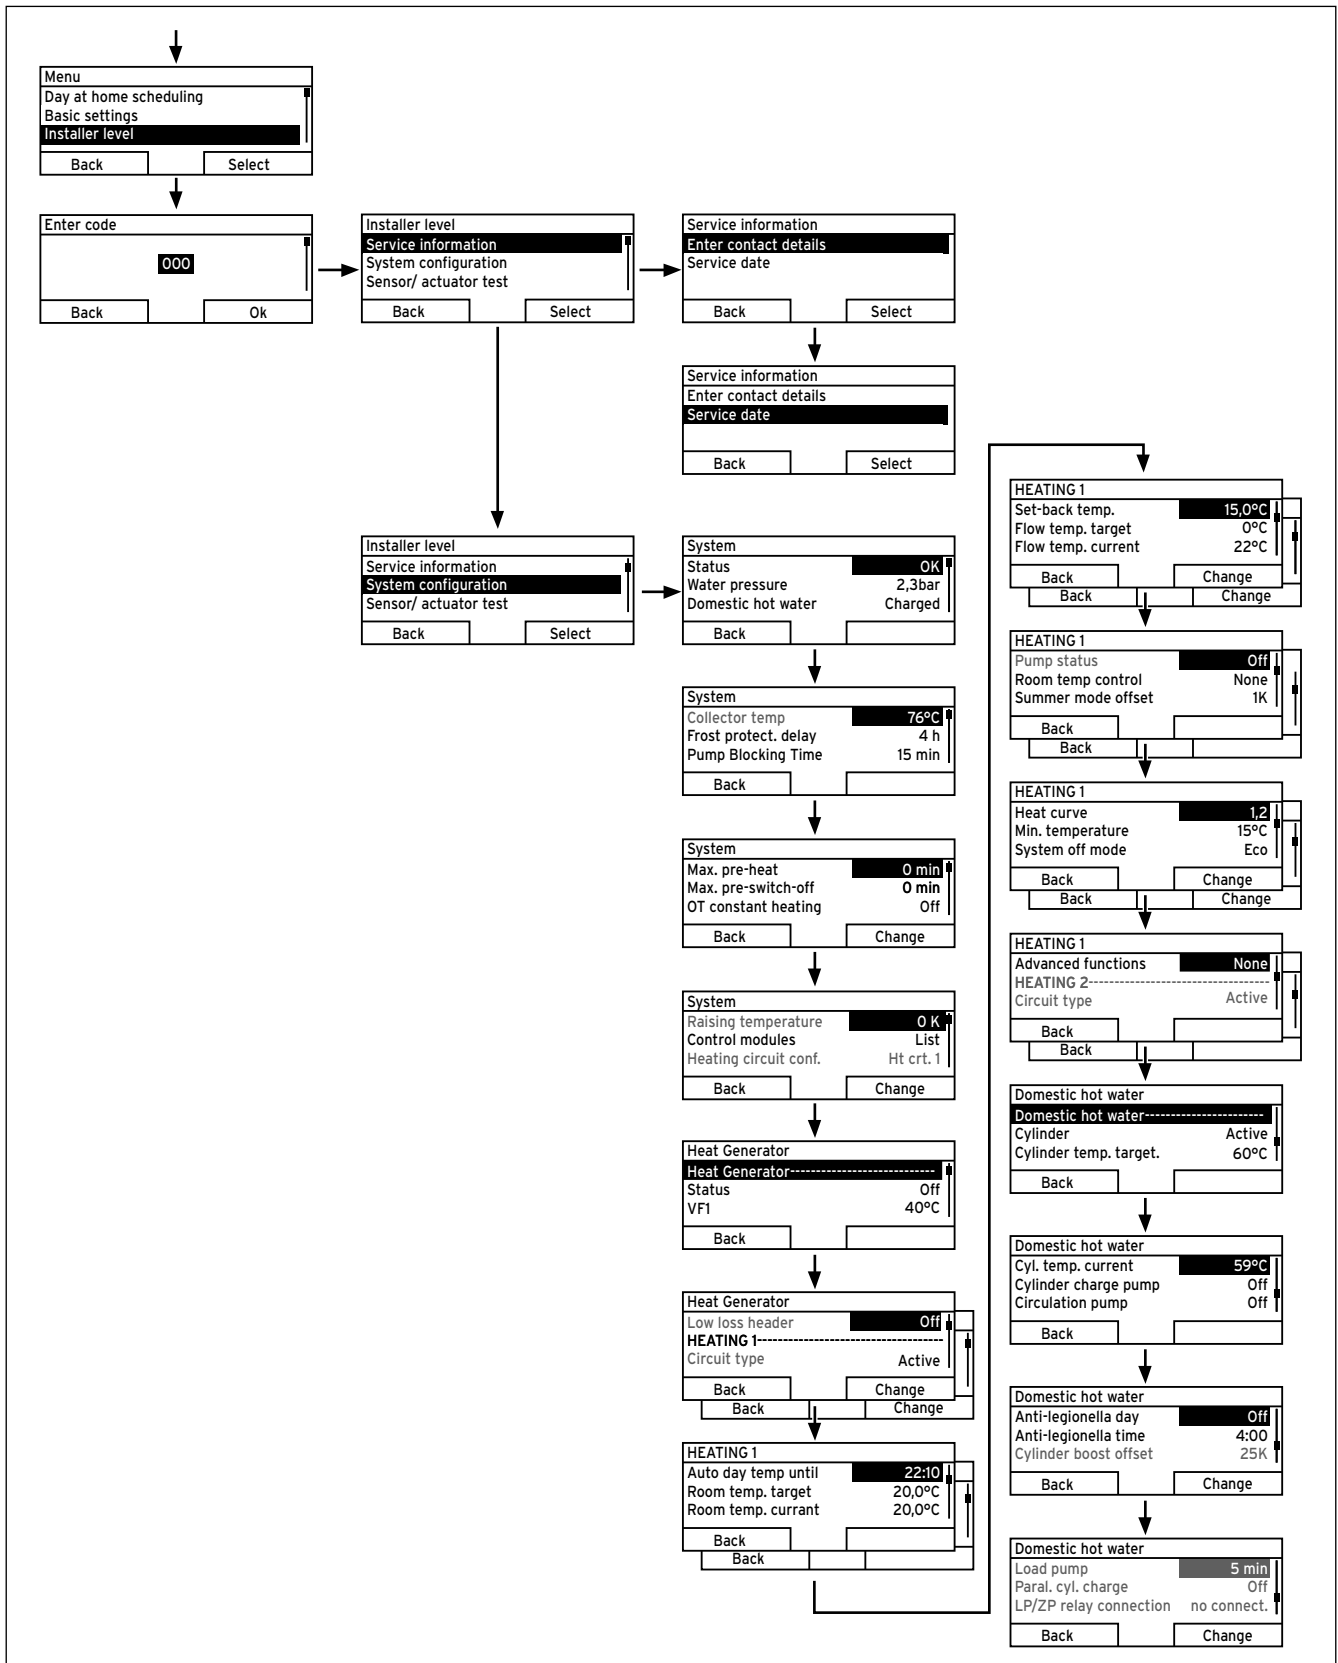 Menu
Day at home scheduling
Basic settings
Installer level
Back Select
Enter code
000
Back Ok
Installer level
Service information
System configuration
Sensor/ actuator test
Back Select
Service information
Enter contact details
Service date
Back Select
Service information
Enter contact details
Service date
Back Select
Installer level
Service information
System configuration
Sensor/ actuator test
Back Select
System
Status OK
Water pressure 2,3bar
Domestic hot water Charged
Back
System
Collector temp 76°C
Frost protect. delay 4 h
Pump Blocking Time 15 min
Back
System
Max. pre-heat 0 min
Max. pre-switch-off 0 min
OT constant heating Off
Back Change
System
Raising temperature 0 K
Control modules List
Heating circuit conf. Ht crt. 1
Back Change
Heat Generator
Heat Generator----------------------------
Status Off
VF1 40°C
Back
Heat Generator
Low loss header Off
HEATING 1------------------------------------
Circuit type Active
Back Change
Back Change
HEATING 1
Auto day temp until 22:10
Room temp. target 20,0°C
Room temp. currant 20,0°C
Back
Back
HEATING 1
Set-back temp. 15,0°C
Flow temp. target 0°C
Flow temp. current 22°C
Back Change
Back Change
HEATING 1
Pump status Off
Room temp control None
Summer mode offset 1K
Back
Back
HEATING 1
Heat curve 1,2
Min. temperature 15°C
System off mode Eco
Back Change
Back Change
HEATING 1
Advanced functions None
HEATING 2-----------------------------------
Circuit type Active
Back
Back
Domestic hot water
Domestic hot water-----------------------
Cylinder Active
Cylinder temp. target. 60°C
Back
Domestic hot water
Cyl. temp. current 59°C
Cylinder charge pump Off
Circulation pump Off
Back
Domestic hot water
Anti-legionella day Off
Anti-legionella time 4:00
Cylinder boost offset 25K
Back Change
Domestic hot water
Load pump 5 min
Paral. cyl. charge Off
LP/ZP relay connection no connect.
Back Change